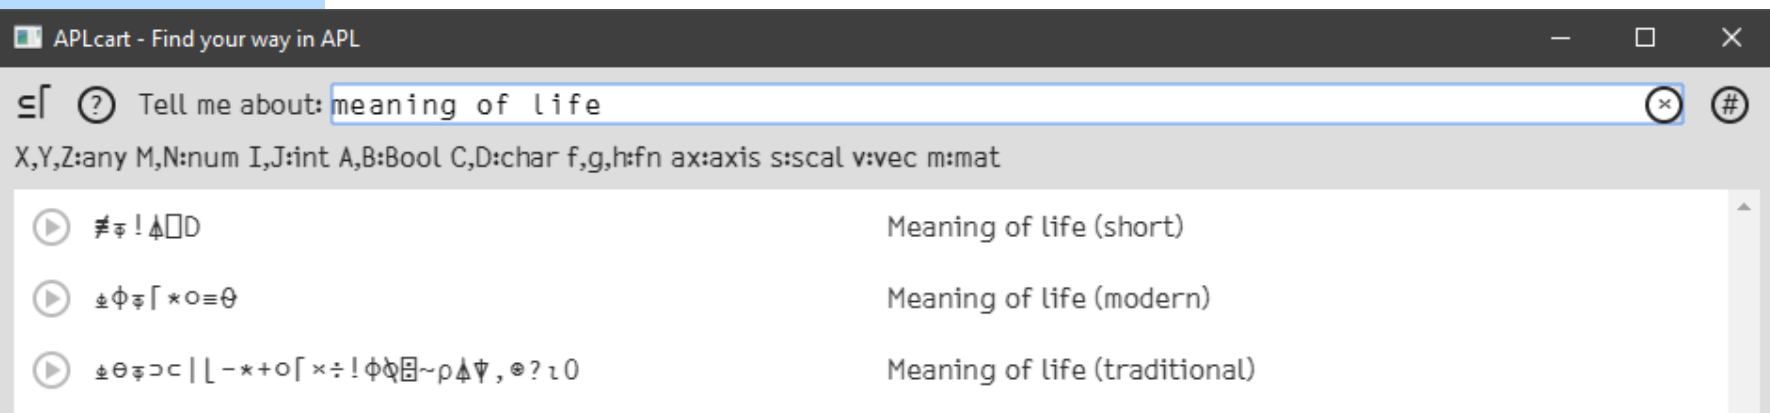 APLcart - Find your way in APL
⊆⌈ ? Tell me about: meaning of life × #
X,Y,Z:any M,N:num I,J:int A,B:Bool C,D:char f,g,h:fn ax:axis s:scal v:vec m:mat
≢⍕!⍋⎕D Meaning of life (short)
⍎⌽⍕⌈*○≡⍬ Meaning of life (modern)
⍎⊖⍕⊃⊂|⌊-*+○⌈×÷!⌽⍉⌹~⍴⍋⍒,⍟?⍳0 Meaning of life (traditional)